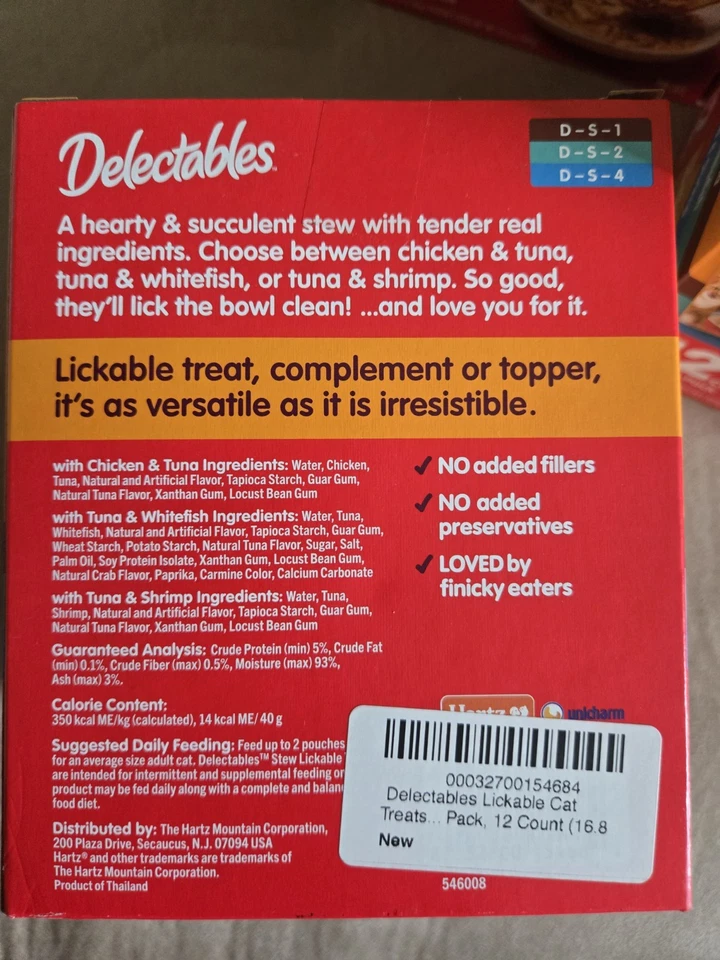 Delectables
D-S-1
D-S-2
D-S-4
A hearty & succulent stew with tender real
ingredients. Choose between chicken & tuna,
tuna & whitefish, or tuna & shrimp. So good,
they'll lick the bowl clean! ...and love you for it.
Lickable treat, complement or topper,
it's as versatile as it is irresistible.
with Chicken & Tuna Ingredients: Water, Chicken,
Tuna, Natural and Artificial Flavor, Tapioca Starch, Guar Gum,
Natural Tuna Flavor, Xanthan Gum, Locust Bean Gum
with Tuna & Whitefish Ingredients: Water, Tuna,
Whitefish, Natural and Artificial Flavor, Tapioca Starch, Guar Gum,
Wheat Starch, Potato Starch, Natural Tuna Flavor, Sugar, Salt,
Palm Oil, Soy Protein Isolate, Xanthan Gum, Locust Bean Gum,
Natural Crab Flavor, Paprika, Carmine Color, Calcium Carbonate
with Tuna & Shrimp Ingredients: Water, Tuna,
Shrimp, Natural and Artificial Flavor, Tapioca Starch, Guar Gum,
Natural Tuna Flavor, Xanthan Gum, Locust Bean Gum
Guaranteed Analysis: Crude Protein (min) 5%, Crude Fat
(min) 0.1%, Crude Fiber (max) 0.5%, Moisture (max) 93%,
Ash (max) 3%.
Calorie Content:
350 kcal ME/kg (calculated), 14 kcal ME/ 40 g
Suggested Daily Feeding: Feed up to 2 pouches
for an average size adult cat. Delectables™ Stew Lickable
are intended for intermittent and supplemental feeding or
product may be fed daily along with a complete and
food diet.
Distributed by: The Hartz Mountain Corporation,
200 Plaza Drive, Secaucus, N.J. 07094 USA
Hartz® and other trademarks are trademarks of
The Hartz Mountain Corporation.
Product of Thailand
✓ NO added fillers
✓ NO added
preservatives
✓ LOVED by
finicky eaters
Hartz
unicharm
00032700154684
Delectables Lickable Cat
Treats... Pack, 12 Count (16.8
New
546008